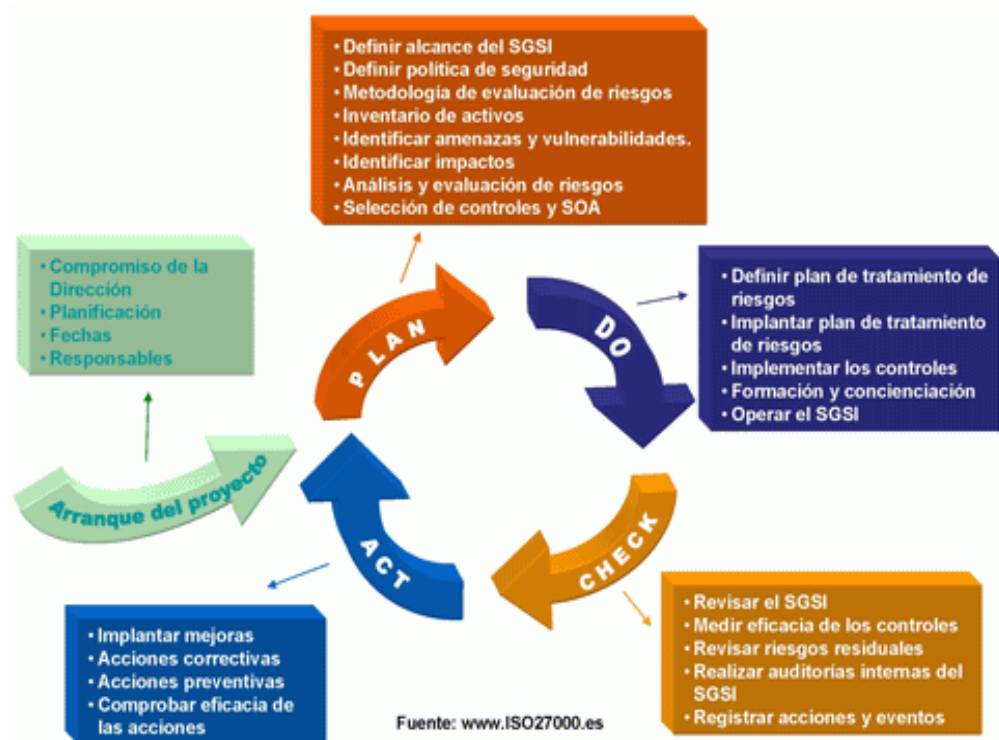 • Definir alcance del SGSI
• Definir política de seguridad
• Metodología de evaluación de riesgos
• Inventario de activos
• Identificar amenazas y vulnerabilidades.
• Identificar impactos
• Análisis y evaluación de riesgos
• Selección de controles y SOA
• Compromiso de la
Dirección
• Planificación
• Fechas
• Responsables
Arranque del proyecto
PLAN
DO
• Definir plan de tratamiento de
riesgos
• Implantar plan de tratamiento
de riesgos
• Implementar los controles
• Formación y concienciación
• Operar el SGSI
CHECK
• Revisar el SGSI
• Medir eficacia de los controles
• Revisar riesgos residuales
• Realizar auditorías internas del
SGSI
• Registrar acciones y eventos
ACT
• Implantar mejoras
• Acciones correctivas
• Acciones preventivas
• Comprobar eficacia de
las acciones
Fuente: www.ISO27000.es